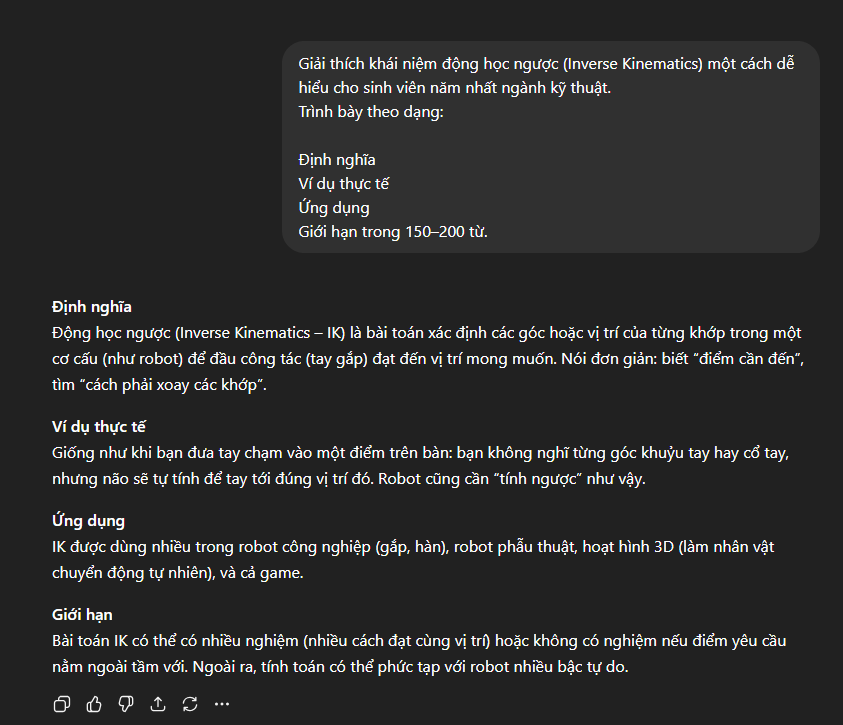 Giải thích khái niệm động học ngược (Inverse Kinematics) một cách dễ
hiểu cho sinh viên năm nhất ngành kỹ thuật.
Trình bày theo dạng:
Định nghĩa
Ví dụ thực tế
Ứng dụng
Giới hạn trong 150–200 từ.
Định nghĩa
Động học ngược (Inverse Kinematics – IK) là bài toán xác định các góc hoặc vị trí của từng khớp trong một
cơ cấu (như robot) để đầu công tác (tay gắp) đạt đến vị trí mong muốn. Nói đơn giản: biết “điểm cần đến”,
tìm “cách phải xoay các khớp”.
Ví dụ thực tế
Giống như khi bạn đưa tay chạm vào một điểm trên bàn: bạn không nghĩ từng góc khuỷu tay hay cổ tay,
nhưng não sẽ tự tính để tay tới đúng vị trí đó. Robot cũng cần “tính ngược” như vậy.
Ứng dụng
IK được dùng nhiều trong robot công nghiệp (gắp, hàn), robot phẫu thuật, hoạt hình 3D (làm nhân vật
chuyển động tự nhiên), và cả game.
Giới hạn
Bài toán IK có thể có nhiều nghiệm (nhiều cách đạt cùng vị trí) hoặc không có nghiệm nếu điểm yêu cầu
nằm ngoài tầm với. Ngoài ra, tính toán có thể phức tạp với robot nhiều bậc tự do.